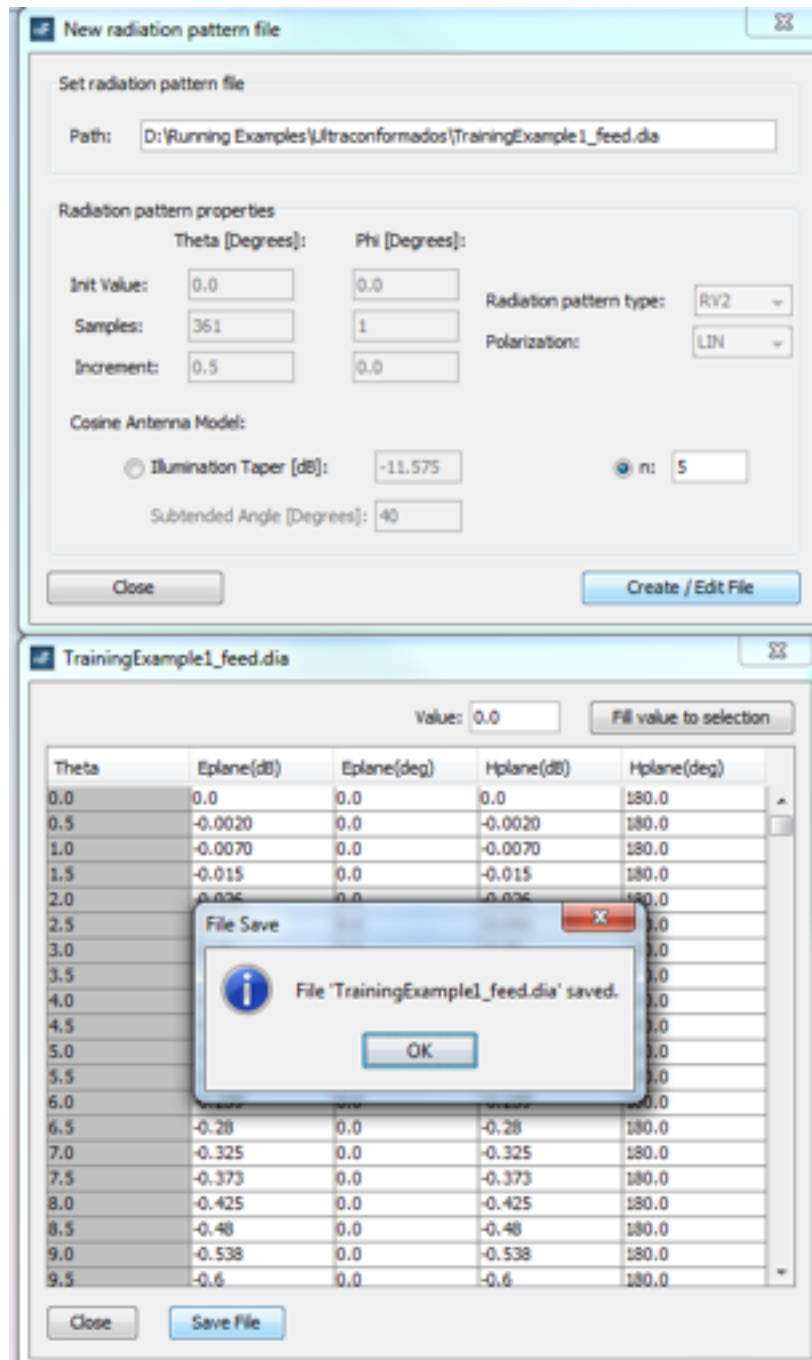 New radiation pattern file
Set radiation pattern file
Path: D:\Running Examples\Ultraconformados\TrainingExample1_feed.dia
Radiation pattern properties
Theta [Degrees]: Phi [Degrees]:
Init Value: 0.0 0.0
Radiation pattern type: RV2
Samples: 361 1
Polarization: LIN
Increment: 0.5 0.0
Cosine Antenna Model:
Illumination Taper [dB]: -11.575 n: 5
Subtended Angle [Degrees]: 40
Close Create / Edit File
TrainingExample1_feed.dia
Value: 0.0 Fill value to selection
Theta Eplane(dB) Eplane(deg) Hplane(dB) Hplane(deg)
0.0 0.0 0.0 0.0 180.0
0.5 -0.0020 0.0 -0.0020 180.0
1.0 -0.0070 0.0 -0.0070 180.0
1.5 -0.015 0.0 -0.015 180.0
2.0 -0.026 0.0 -0.026 180.0
2.5
3.0
3.5
4.0
4.5
5.0
5.5
6.0
File Save
File 'TrainingExample1_feed.dia' saved.
OK
6.5 -0.28 0.0 -0.28 180.0
7.0 -0.325 0.0 -0.325 180.0
7.5 -0.373 0.0 -0.373 180.0
8.0 -0.425 0.0 -0.425 180.0
8.5 -0.48 0.0 -0.48 180.0
9.0 -0.538 0.0 -0.538 180.0
9.5 -0.6 0.0 -0.6 180.0
Close Save File